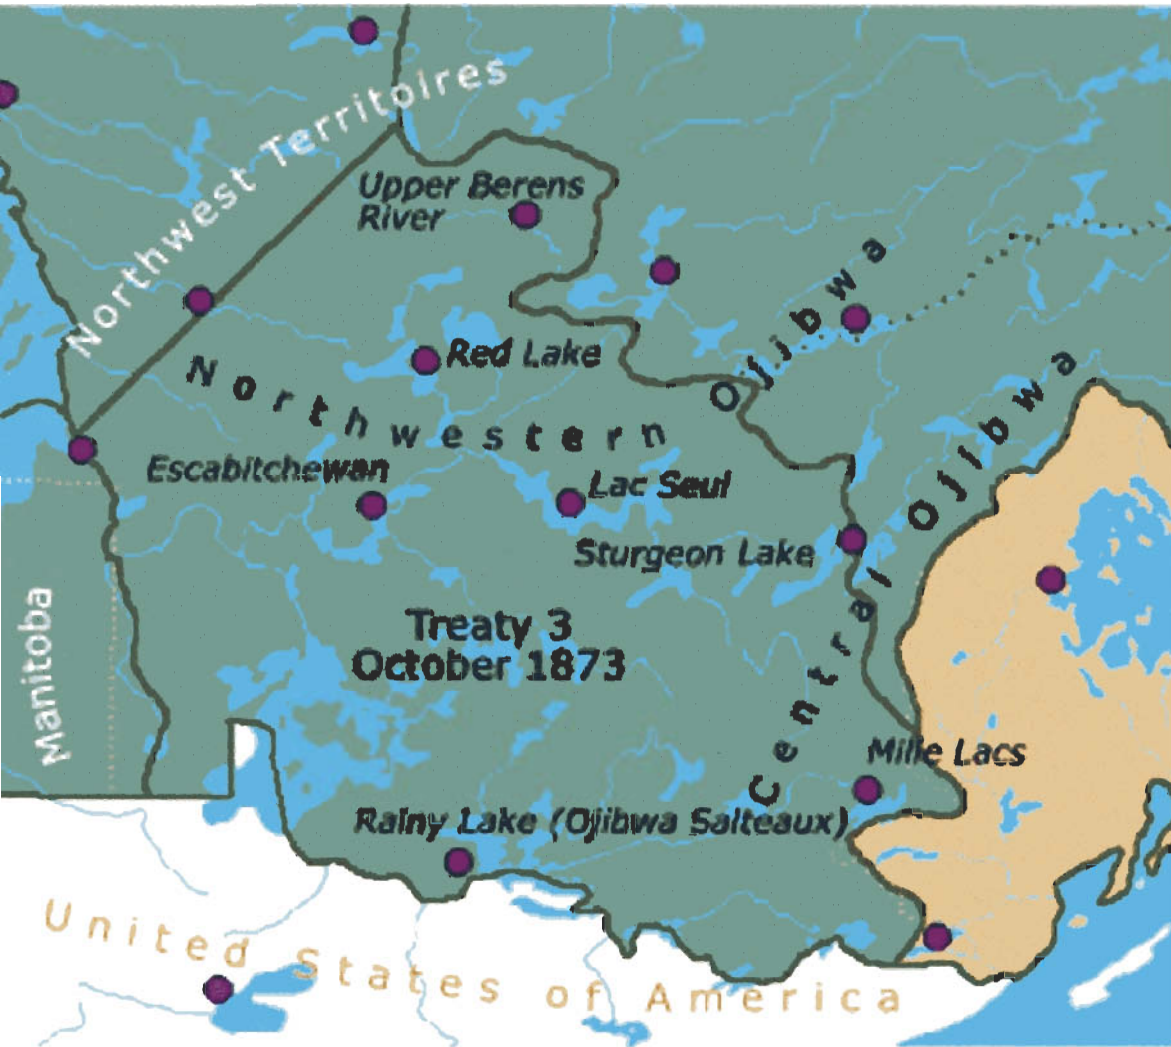 Northwest Territoires
Upper Berens
River
Ojibwa
Red Lake
Northwestern
Central Ojibwa
Escabitchewan
Lac Seul
Sturgeon Lake
Treaty 3
October 1873
Manitoba
Mille Lacs
Rainy Lake (Ojibwa Salteaux)
United States of America